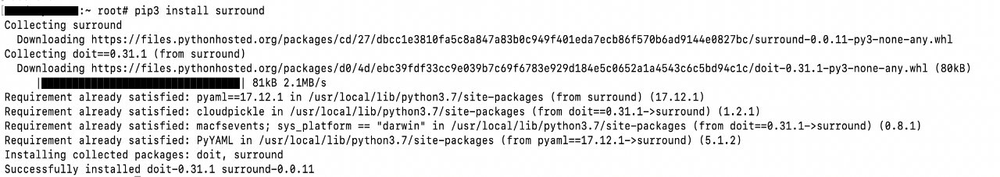 :~ root# pip3 install surround
Collecting surround
Downloading https://files.pythonhosted.org/packages/cd/27/dbcc1e3810fa5c8a847a83b0c949f401eda7ecb86f570b6ad9144e0827bc/surround-0.0.11-py3-none-any.whl
Collecting doit==0.31.1 (from surround)
Downloading https://files.pythonhosted.org/packages/d0/4d/ebc39fdf33cc9e039b7c69f6783e929d184e5c0652a1a4543c6c5bd94c1c/doit-0.31.1-py3-none-any.whl (80kB)
|████████████████████████████████| 81kB 2.1MB/s
Requirement already satisfied: pyaml==17.12.1 in /usr/local/lib/python3.7/site-packages (from surround) (17.12.1)
Requirement already satisfied: cloudpickle in /usr/local/lib/python3.7/site-packages (from doit==0.31.1->surround) (1.2.1)
Requirement already satisfied: macfsevents; sys_platform == "darwin" in /usr/local/lib/python3.7/site-packages (from doit==0.31.1->surround) (0.8.1)
Requirement already satisfied: PyYAML in /usr/local/lib/python3.7/site-packages (from pyaml==17.12.1->surround) (5.1.2)
Installing collected packages: doit, surround
Successfully installed doit-0.31.1 surround-0.0.11